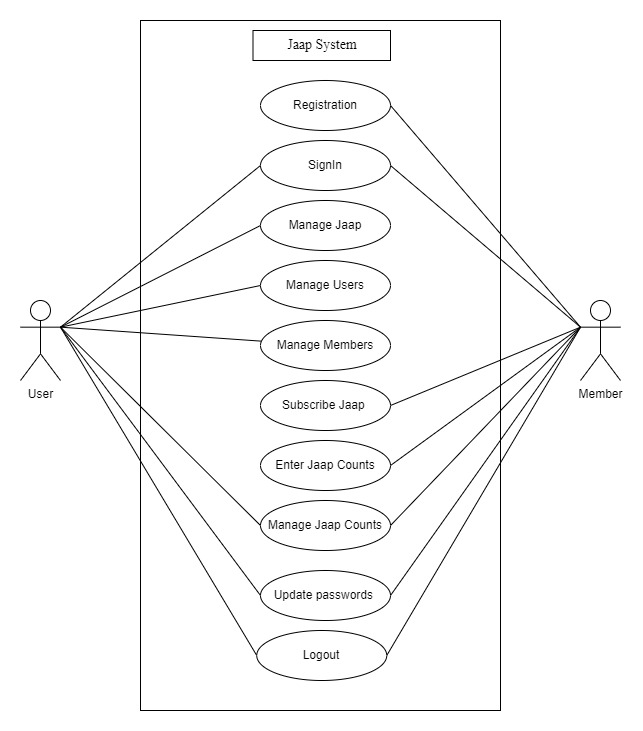 Jaap System
Registration
SignIn
Manage Jaap
Manage Users
Manage Members
User
Member
Subscribe Jaap
Enter Jaap Counts
Manage Jaap Counts
Update passwords
Logout